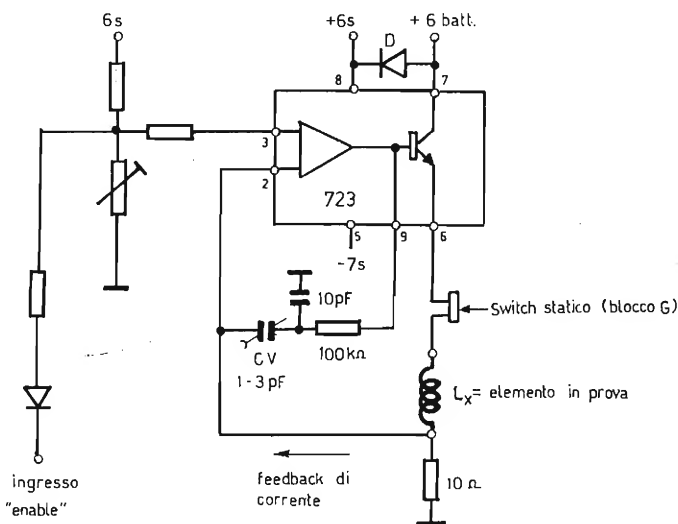 6s
+6s
+ 6 batt.
D
8
7
3
2
723
5
9
6
-7s
10pF
Switch statico (blocco G)
100kΩ
CV
1-3 pF
Lx= elemento in prova
ingresso
"enable"
feedback di
corrente
10 Ω